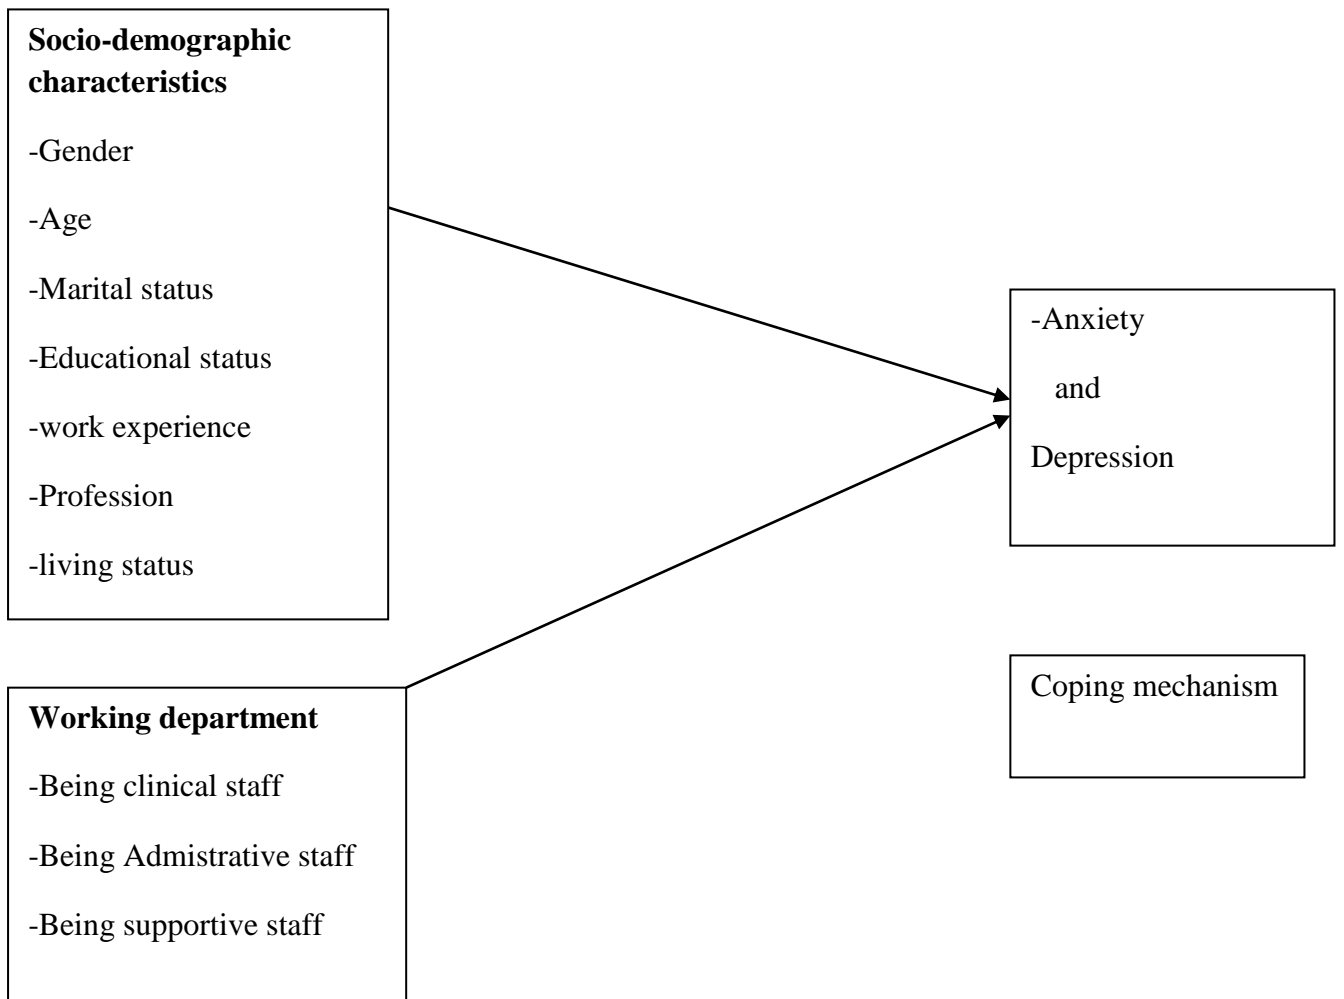 Socio-demographic
characteristics
-Gender
-Age
-Marital status
-Educational status
-work experience
-Profession
-living status
-Anxiety
and
Depression
Coping mechanism
Working department
-Being clinical staff
-Being Admistrative staff
-Being supportive staff